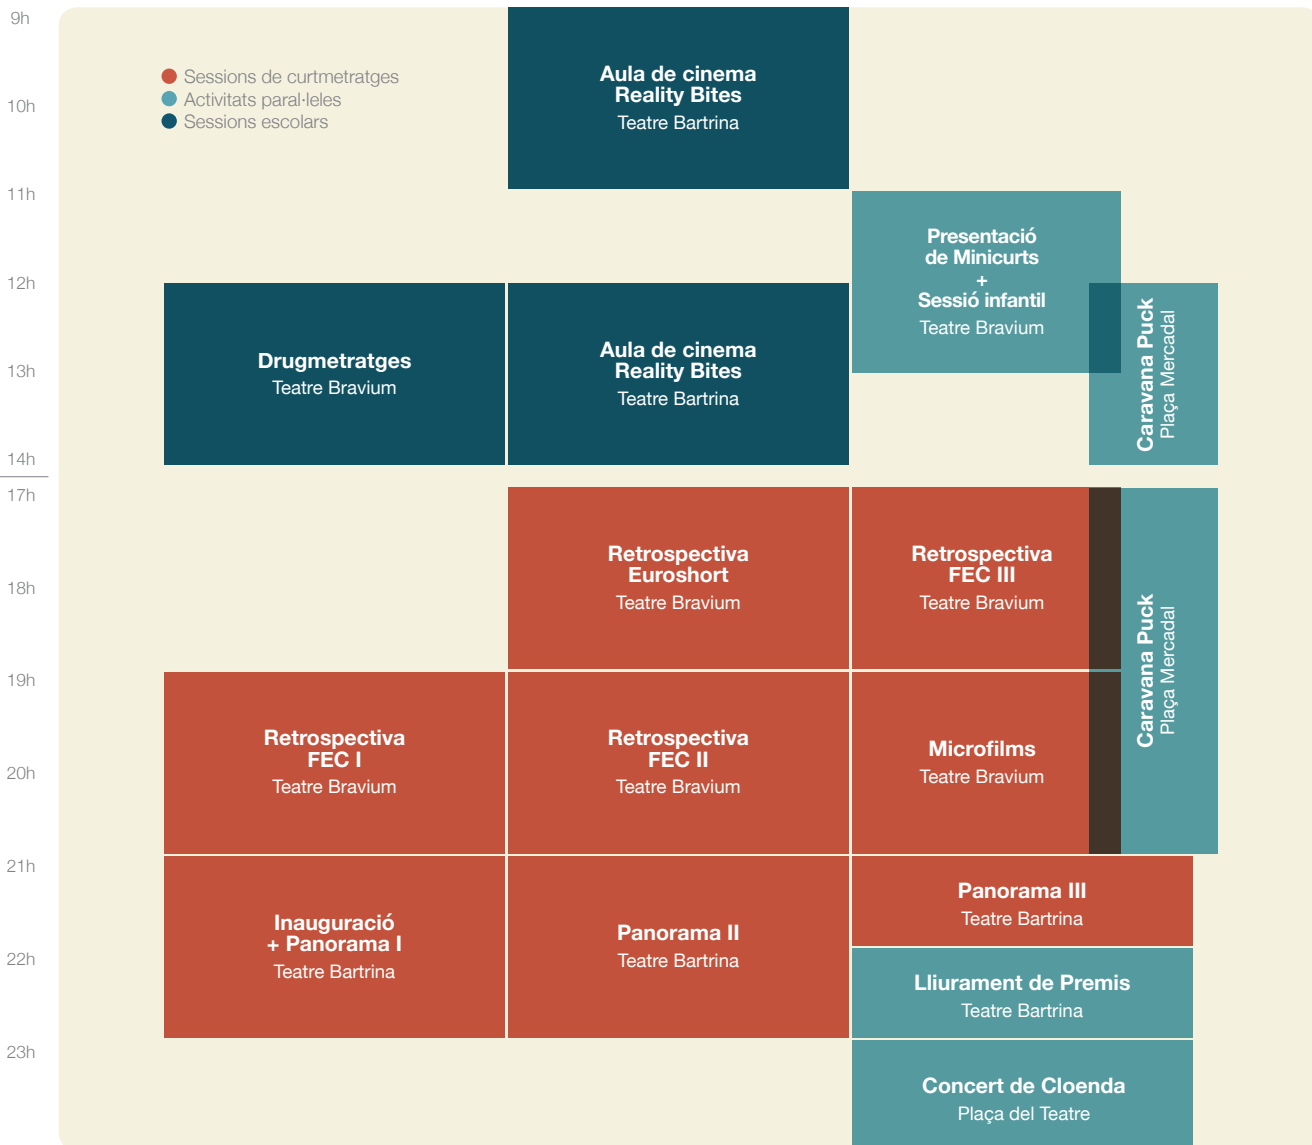 9h
10h
11h
12h
13h
14h
17h
18h
19h
20h
21h
22h
23h
Sessions de curtmetratges
Activitats paral·leles
Sessions escolars
Aula de cinema
Reality Bites
Teatre Bartrina
Presentació
de Minicurts
+
Sessió infantil
Teatre Bravium
Drugmetratges
Teatre Bravium
Aula de cinema
Reality Bites
Teatre Bartrina
Caravana Puck
Plaça Mercadal
Retrospectiva
Euroshort
Teatre Bravium
Retrospectiva
FEC III
Teatre Bravium
Caravana Puck
Plaça Mercadal
Retrospectiva
FEC I
Teatre Bravium
Retrospectiva
FEC II
Teatre Bravium
Microfilms
Teatre Bravium
Inauguració
+ Panorama I
Teatre Bartrina
Panorama II
Teatre Bartrina
Panorama III
Teatre Bartrina
Lliurament de Premis
Teatre Bartrina
Concert de Cloenda
Plaça del Teatre